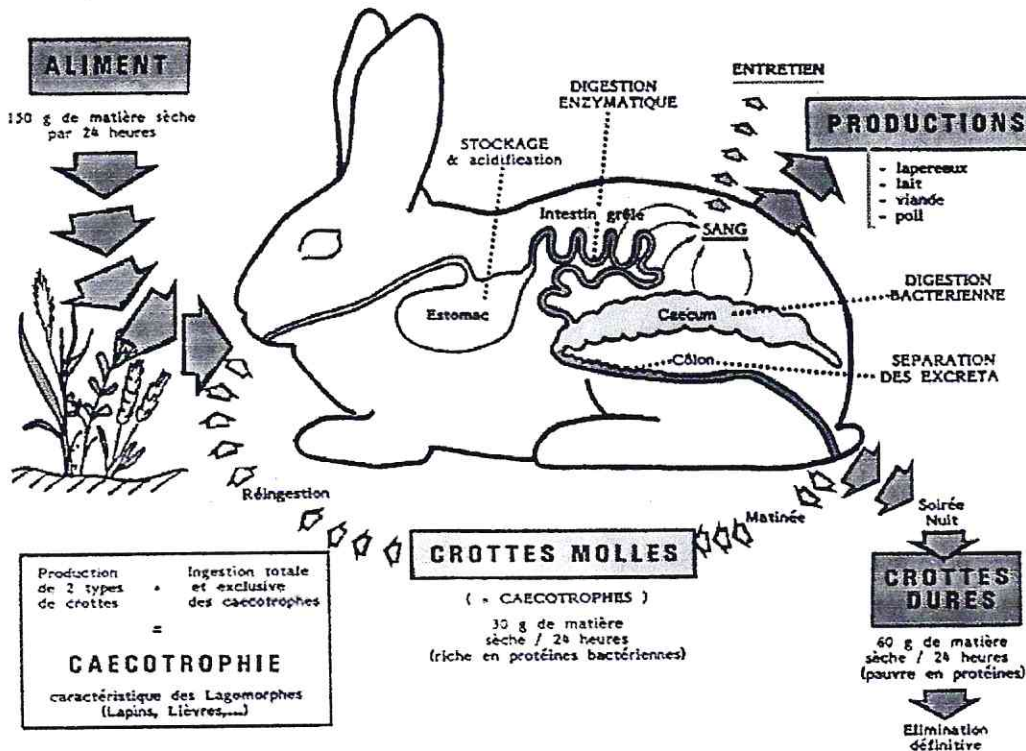 ALIMENT
150 g de matière sèche
par 24 heures
STOCKAGE
& acidification
DIGESTION
ENZYMATIQUE
ENTRETIEN
PRODUCTIONS
- lapereaux
- lait
- viande
- poil
Intestin grêle
SANG
Estomac
Caecum
Côlon
DIGESTION
BACTERIENNE
SEPARATION
DES EXCRETA
Réingestion
Matinée
Soirée
Nuit
CROTTES MOLLES
( = CAECOTROPHES )
30 g de matière
sèche / 24 heures
(riche en protéines bactériennes)
CROTTES
DURES
60 g de matière
sèche / 24 heures
(pauvre en protéines)
Elimination
définitive
Production
de 2 types
de crottes
+
Ingestion totale
et exclusive
des caecotrophes
=
CAECOTROPHIE
caractéristique des Lagomorphes
(Lapins, Lièvres,...)